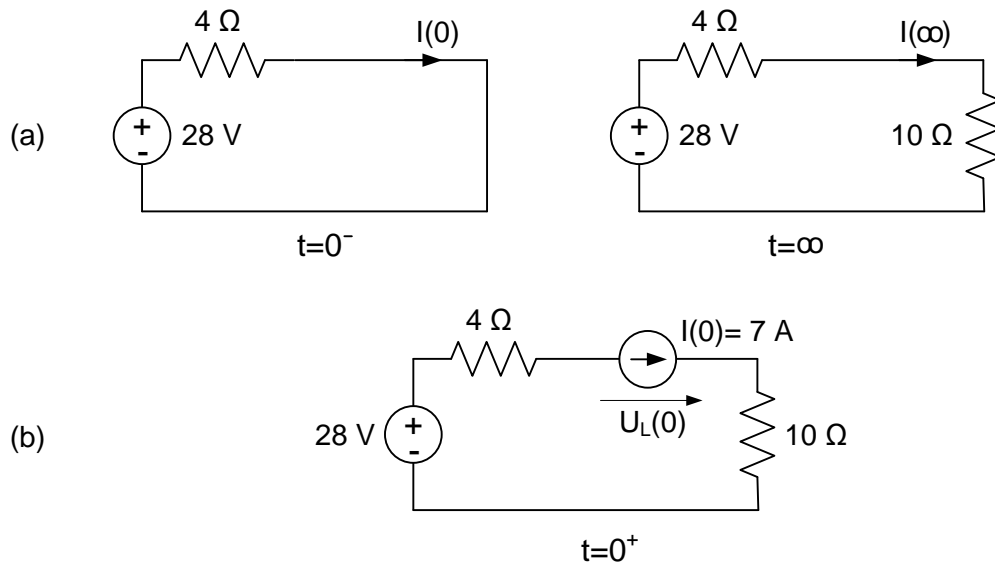 4 Ω I(0)
4 Ω I(∞)
(a)
+
-
28 V
+
-
28 V
10 Ω
t=0⁻
t=∞
4 Ω
I(0)= 7 A
(b)
28 V
+
-
U_L(0)
10 Ω
t=0⁺